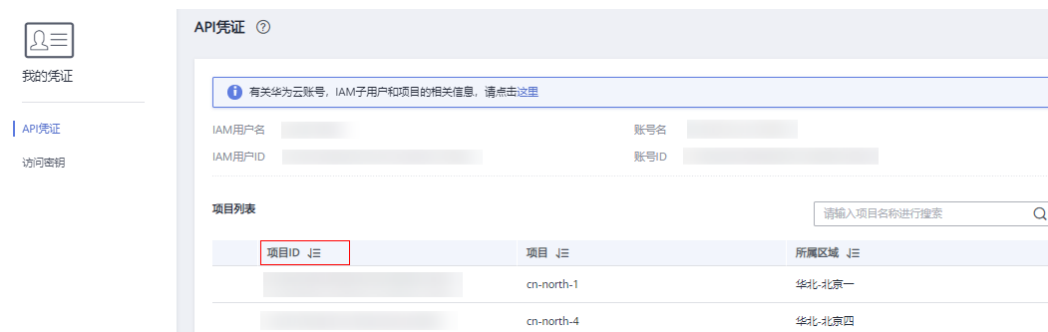 API凭证
我的凭证
有关华为云账号，IAM子用户和项目的相关信息，请点击这里
API凭证
IAM用户名 账号名
访问密钥
IAM用户ID 账号ID
项目列表
请输入项目名称进行搜索
项目ID 项目 所属区域
cn-north-1 华北-北京一
cn-north-4 华北-北京四